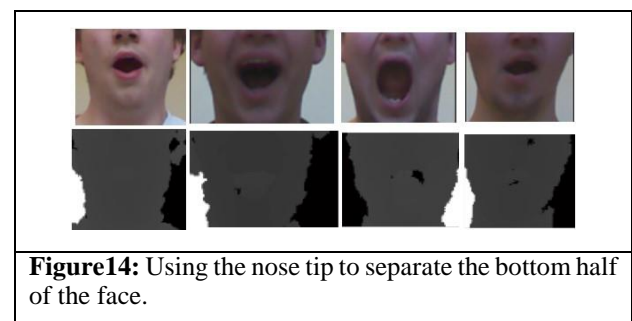 Figure14: Using the nose tip to separate the bottom half
of the face.